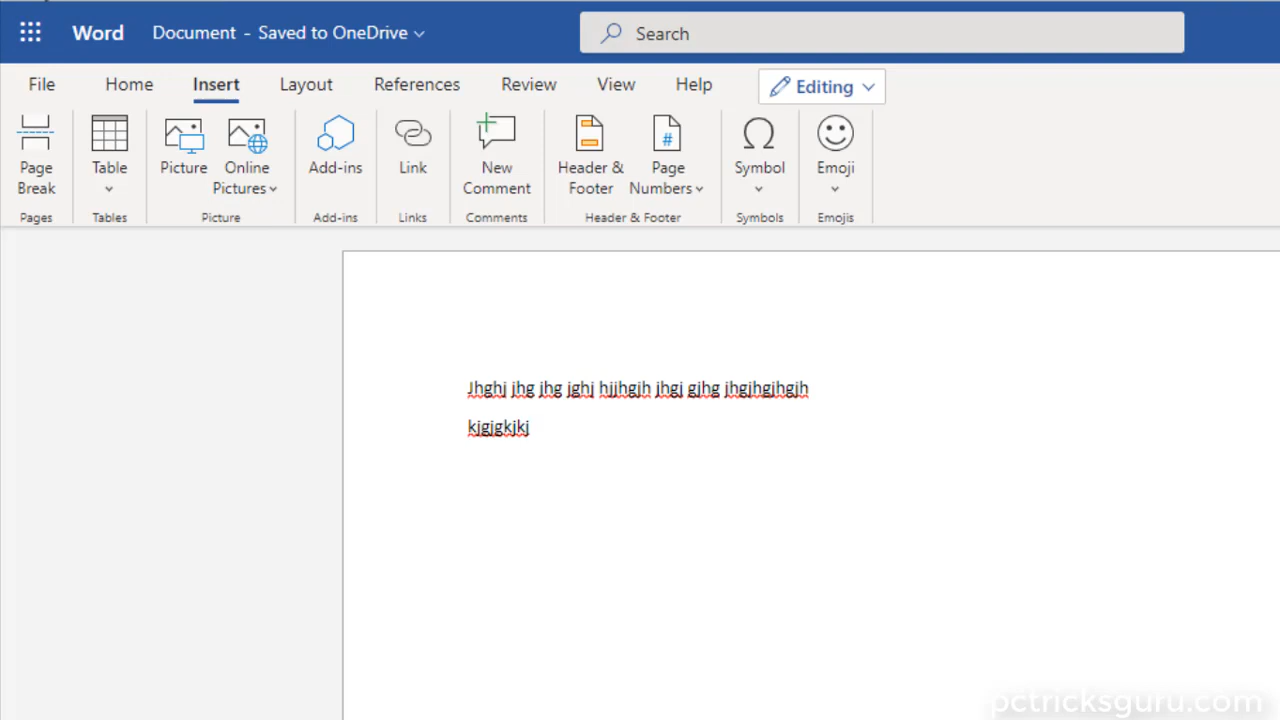 Word Document - Saved to OneDrive Search
File Home Insert Layout References Review View Help Editing
Page Break
Table
Picture
Online Pictures
Add-ins
Link
New Comment
Header & Footer
Page Numbers
Symbol
Emoji
Pages Tables Picture Add-ins Links Comments Header & Footer Symbols Emojis
Jhghj jhg jhg jghj hjjhgjh jhgj gjhg jhgjhgjhgjh
kjgjgkjkj
pctricksguru.com